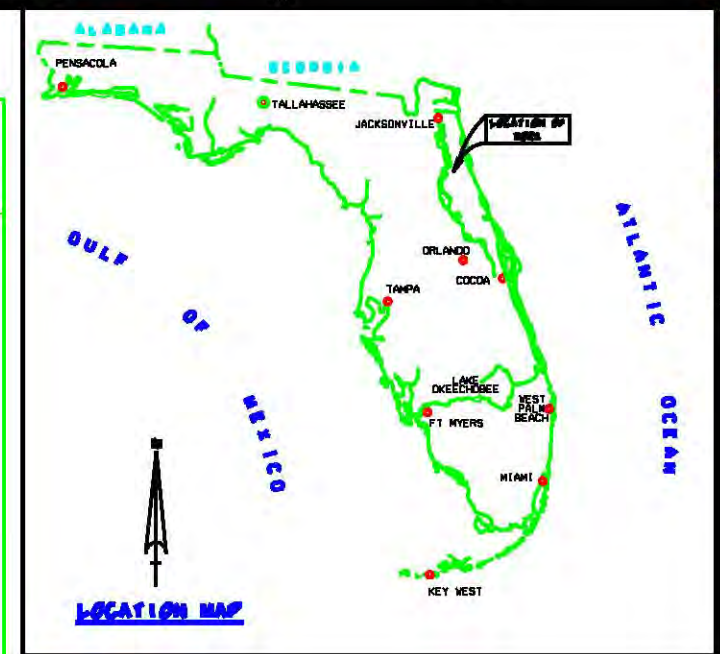 ALABAMA
GEORGIA
PENSACOLA
TALLAHASSEE
JACKSONVILLE
LOCATION OF
GULF
OF
MEXICO
ATLANTIC
OCEAN
ORLANDO
COCOA
TAMPA
LAKE
OKEECHOBEE
WEST
PALM
BEACH
FT MYERS
MIAMI
KEY WEST
N
LOCATION MAP